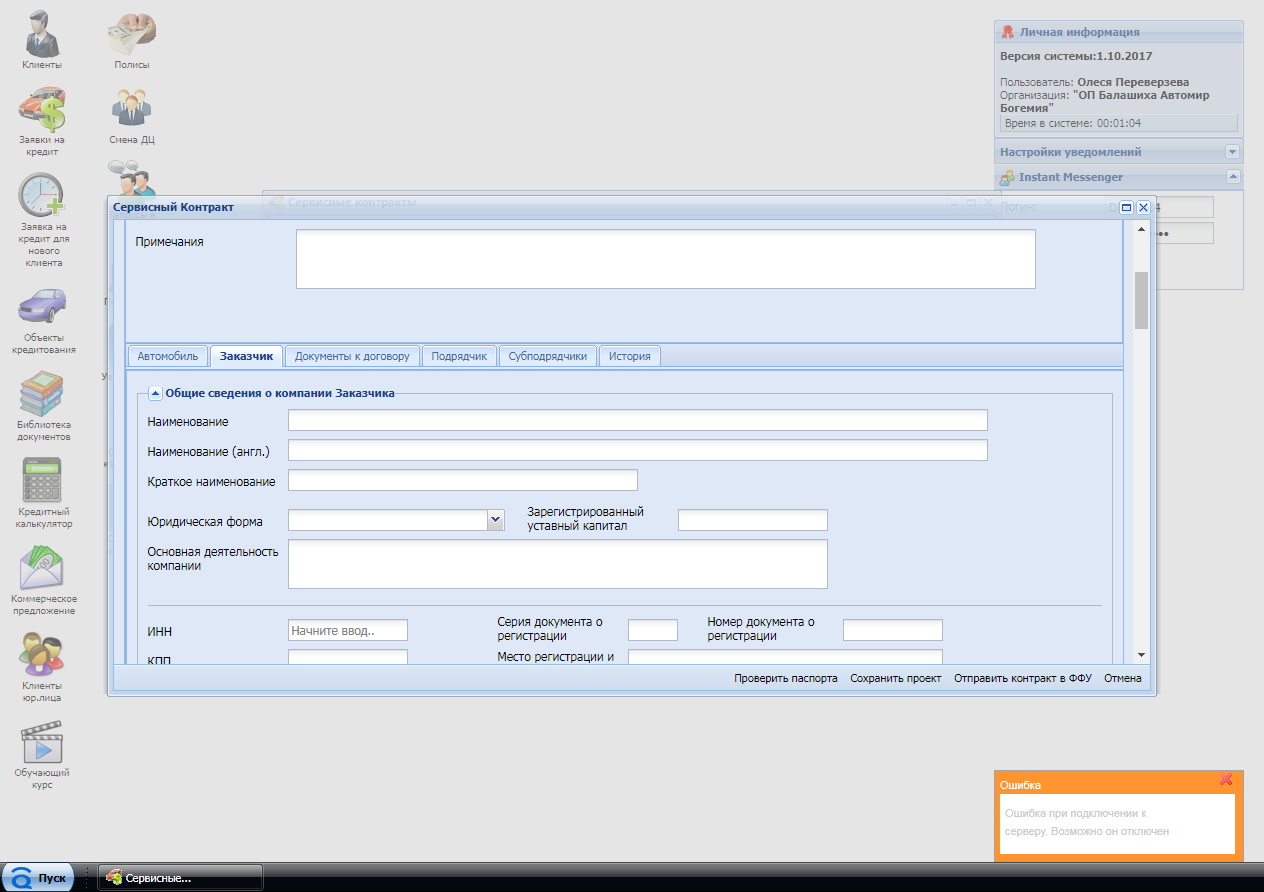 Клиенты
Полисы
Заявки на
кредит
Смена ДЦ
Заявка на
кредит для
нового
клиента
Объекты
кредитования
Библиотека
документов
Кредитный
калькулятор
Коммерческое
предложение
Клиенты
юр.лица
Обучающий
курс
Личная информация
Версия системы:1.10.2017
Пользователь: Олеся Переверзева
Организация: "ОП Балашиха Автомир
Богемия"
Время в системе: 00:01:04
Настройки уведомлений
Instant Messenger
Логин:
Сервисные контракты
Сервисный Контракт
Примечания
Автомобиль
Заказчик
Документы к договору
Подрядчик
Субподрядчики
История
Общие сведения о компании Заказчика
Наименование
Наименование (англ.)
Краткое наименование
Юридическая форма
Зарегистрированный
уставный капитал
Основная деятельность
компании
ИНН
Начните ввод..
Серия документа о
регистрации
Номер документа о
регистрации
КПП
Место регистрации и
Проверить паспорта
Сохранить проект
Отправить контракт в ФФУ
Отмена
Ошибка
Ошибка при подключении к
серверу. Возможно он отключен
Пуск
Сервисные...